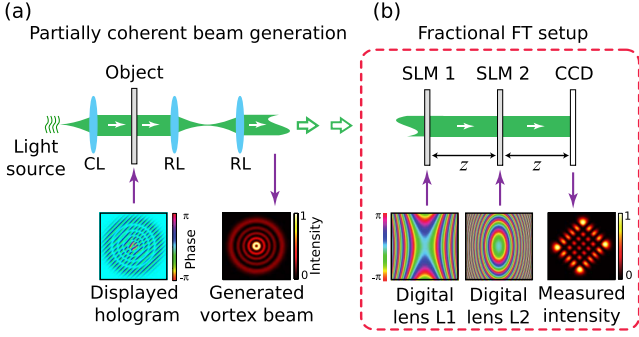 (a)
Partially coherent beam generation
Object
Light
source
CL
RL
RL
π
Phase
-π
1
Intensity
0
Displayed
hologram
Generated
vortex beam
(b)
Fractional FT setup
SLM 1
SLM 2
CCD
z
z
π
-π
1
0
Digital
lens L1
Digital
lens L2
Measured
intensity